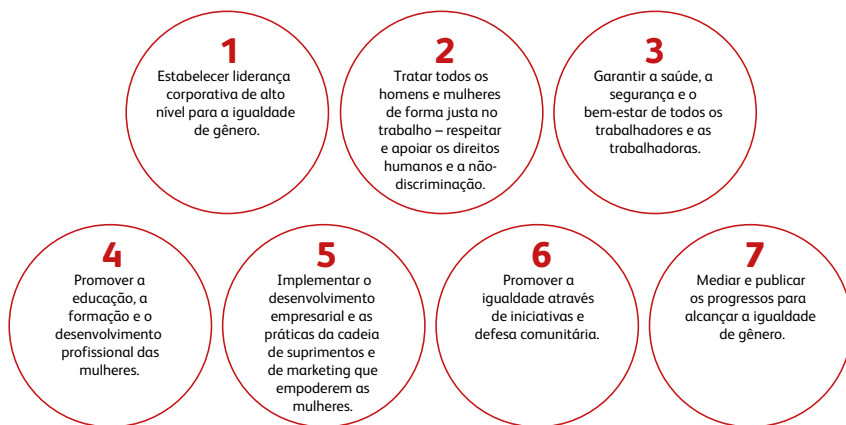 1
Estabelecer liderança
corporativa de alto
nível para a igualdade
de gênero.
2
Tratar todos os
homens e mulheres
de forma justa no
trabalho – respeitar
e apoiar os direitos
humanos e a não-
discriminação.
3
Garantir a saúde, a
segurança e o
bem-estar de todos os
trabalhadores e as
trabalhadoras.
4
Promover a
educação, a
formação e o
desenvolvimento
profissional das
mulheres.
5
Implementar o
desenvolvimento
empresarial e as
práticas da cadeia
de suprimentos e
de marketing que
empoderem as
mulheres.
6
Promover a
igualdade através
de iniciativas e
defesa comunitária.
7
Mediar e publicar
os progressos para
alcançar a igualdade
de gênero.